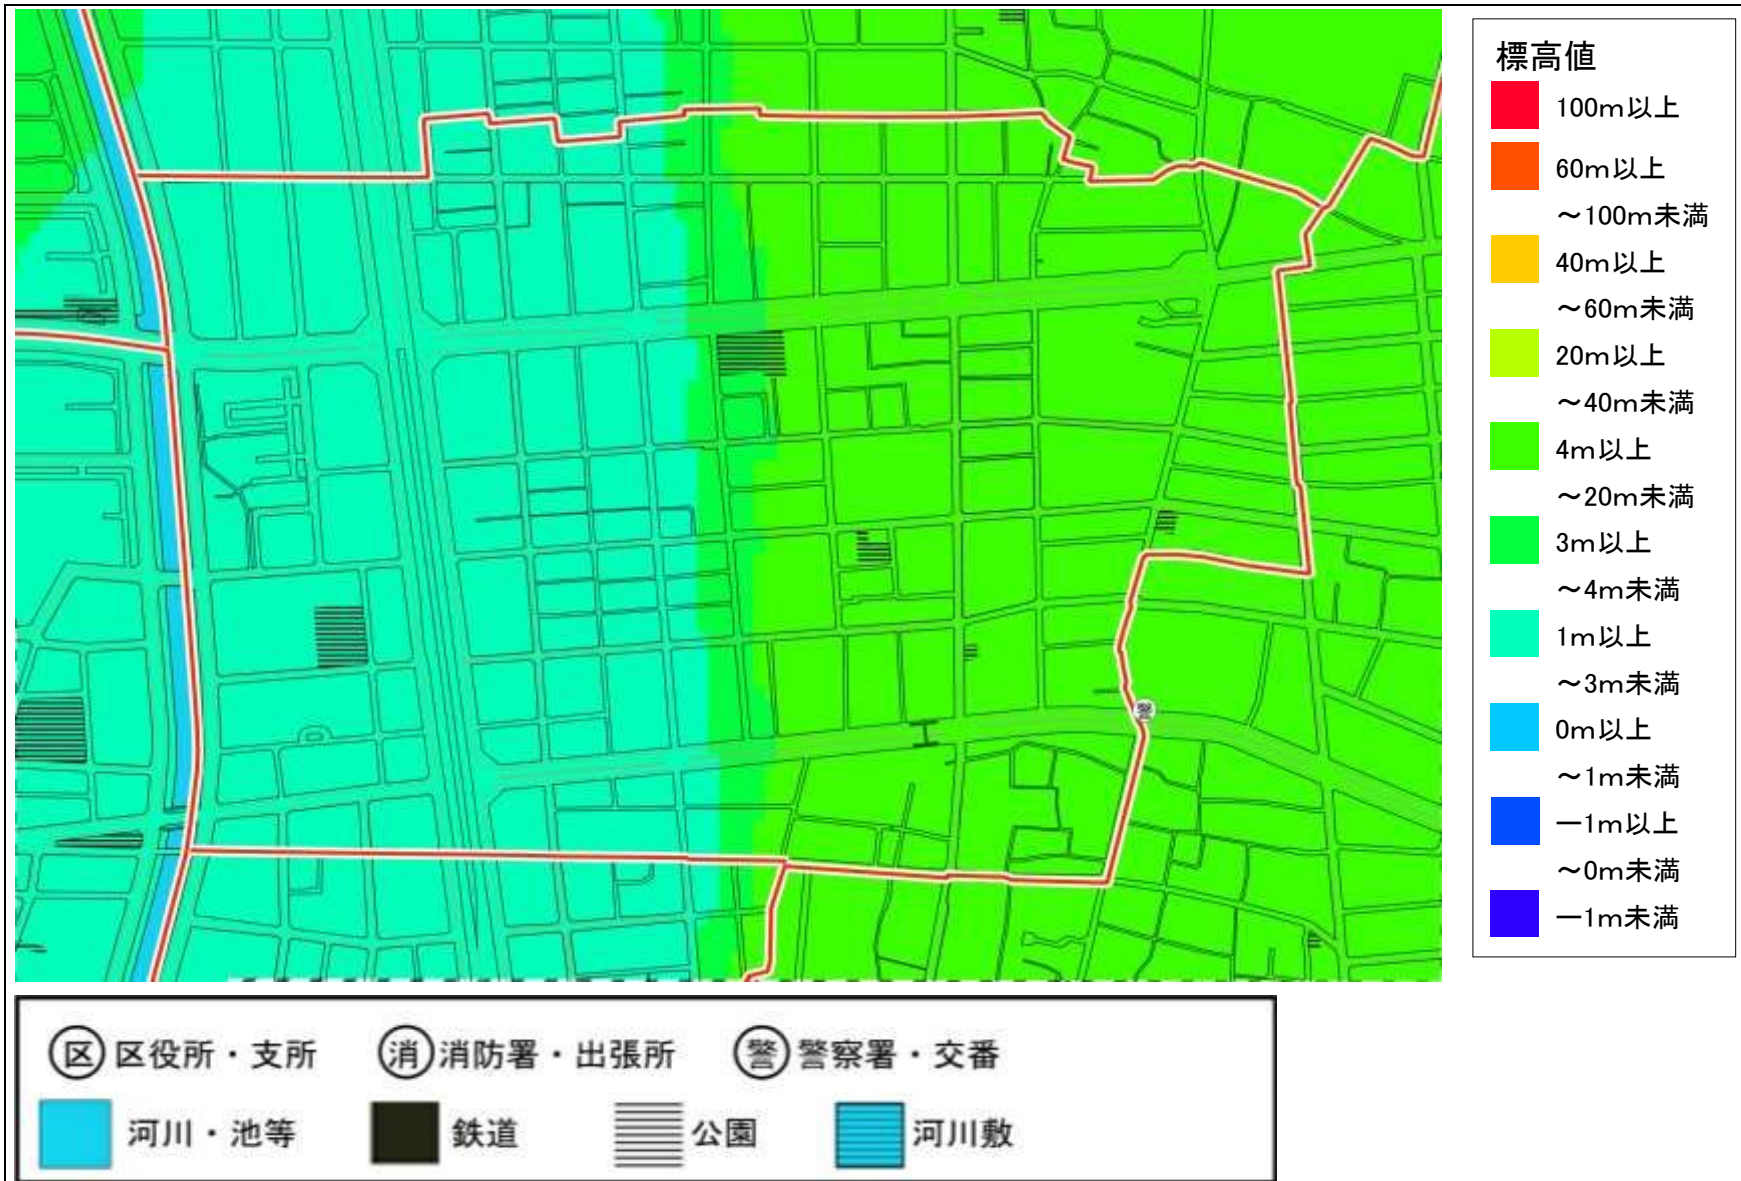 標高値
100m以上
60m以上
～100m未満
40m以上
～60m未満
20m以上
～40m未満
4m以上
～20m未満
3m以上
～4m未満
1m以上
～3m未満
0m以上
～1m未満
－1m以上
～0m未満
－1m未満
警
区 区役所・支所 消 消防署・出張所 警 警察署・交番
河川・池等 鉄道 公園 河川敷